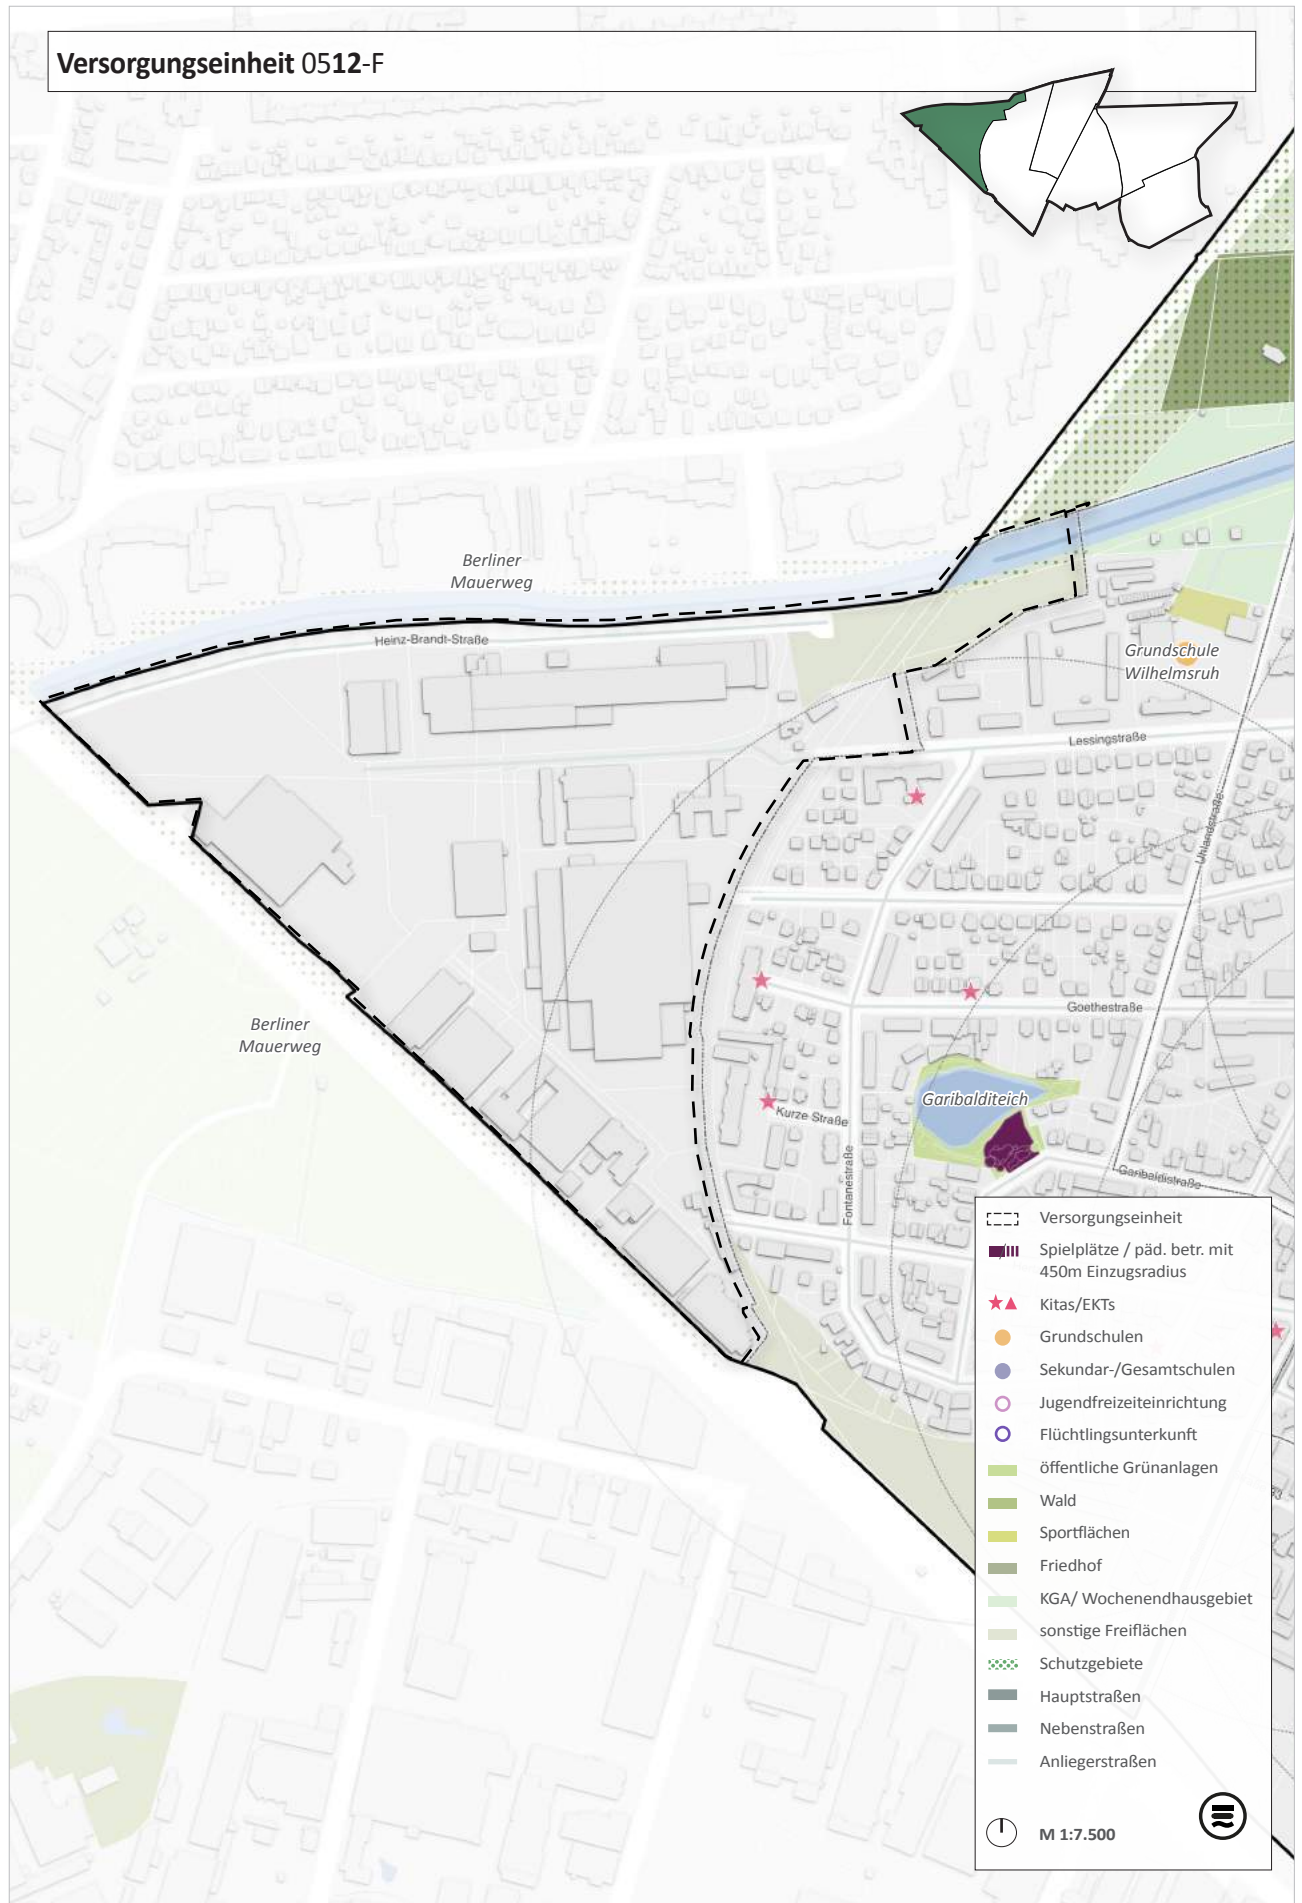 Versorgungseinheit 0512-F
Berliner
Mauerweg
Heinz-Brandt-Straße
Grundschule
Wilhelmsruh
Lessingstraße
Uhlandstraße
Berliner
Mauerweg
Goethestraße
Garibalditeich
Kurze Straße
Fontanestraße
Garibaldistraße
Versorgungseinheit
Spielplätze / päd. betr. mit
450m Einzugsradius
Kitas/EKTs
Grundschulen
Sekundar-/Gesamtschulen
Jugendfreizeiteinrichtung
Flüchtlingsunterkunft
öffentliche Grünanlagen
Wald
Sportflächen
Friedhof
KGA/ Wochenendhausgebiet
sonstige Freiflächen
Schutzgebiete
Hauptstraßen
Nebenstraßen
Anliegerstraßen
M 1:7.500